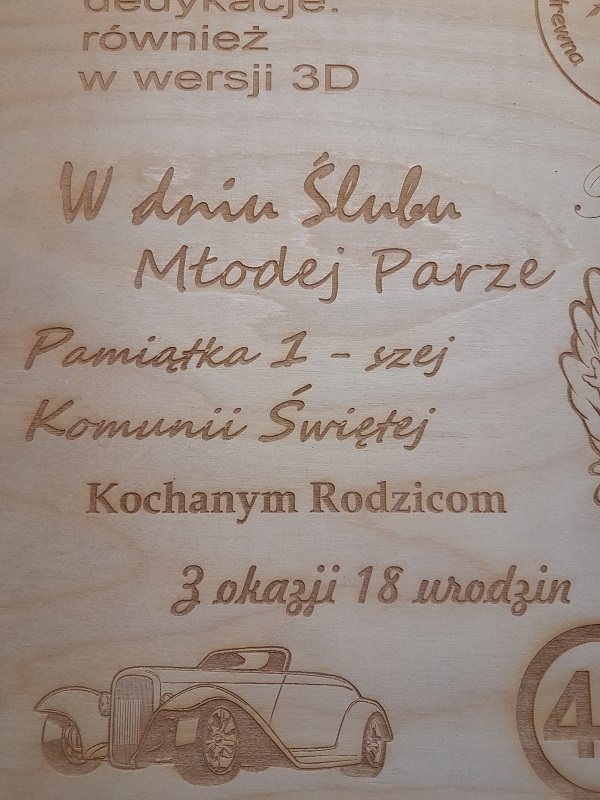 dedykacje.
również
w wersji 3D
drewna
W dniu Ślubu
Młodej Parze
Pamiątka 1 - szej
Komunii Świętej
Kochanym Rodzicom
Z okazji 18 urodzin
4